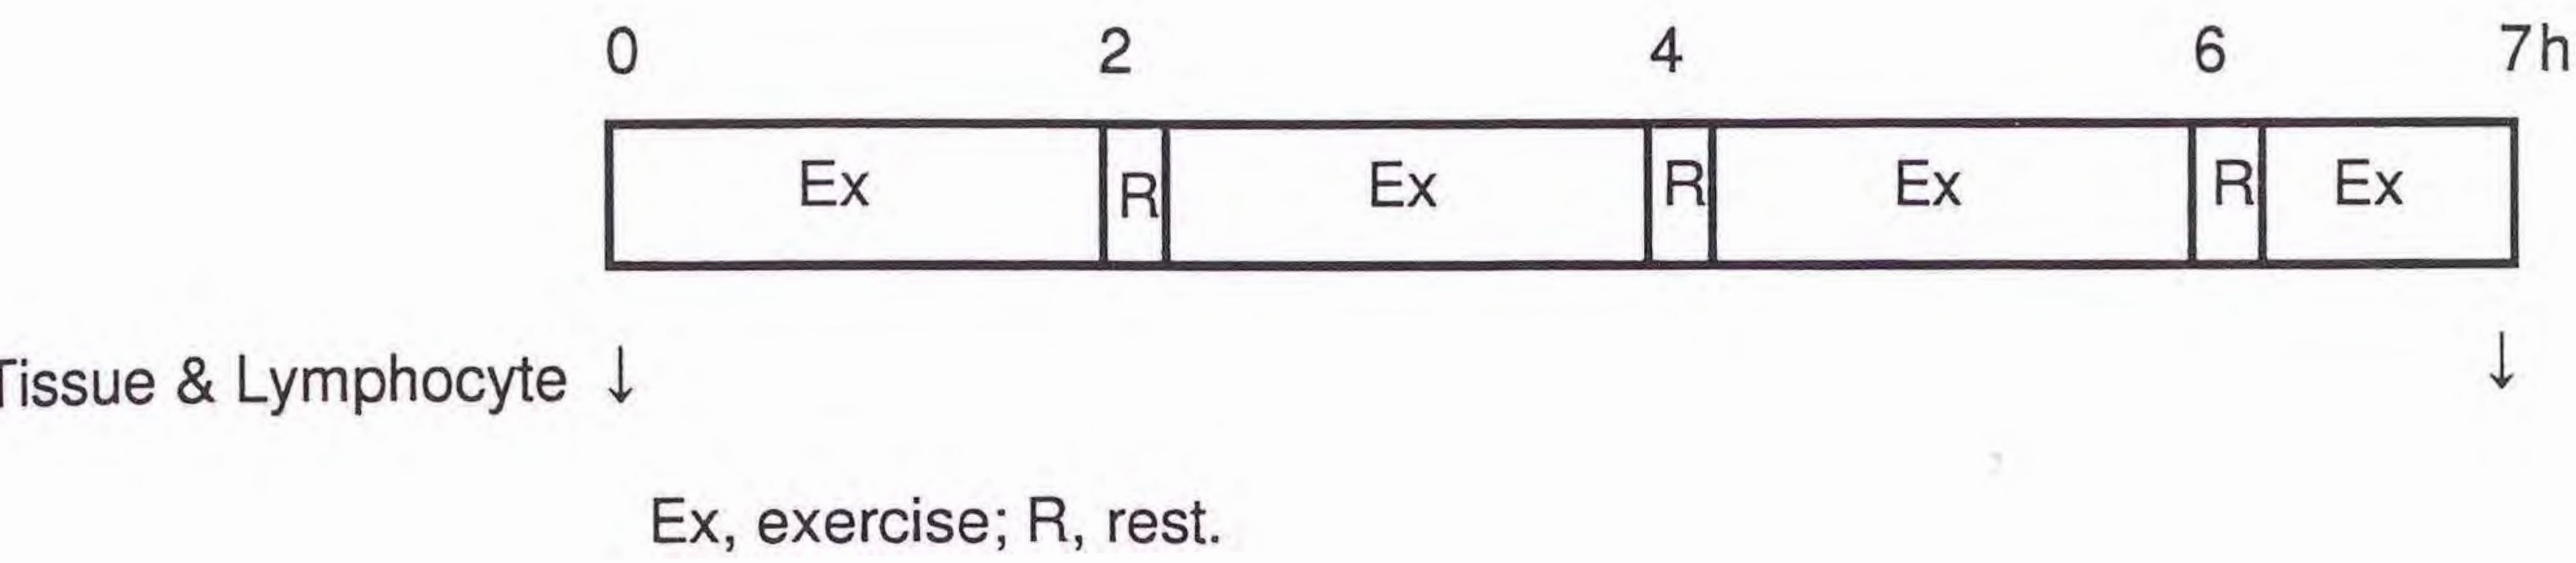 0 2 4 6 7h
Ex R Ex R Ex R Ex
Tissue & Lymphocyte ↓ ↓
Ex, exercise; R, rest.